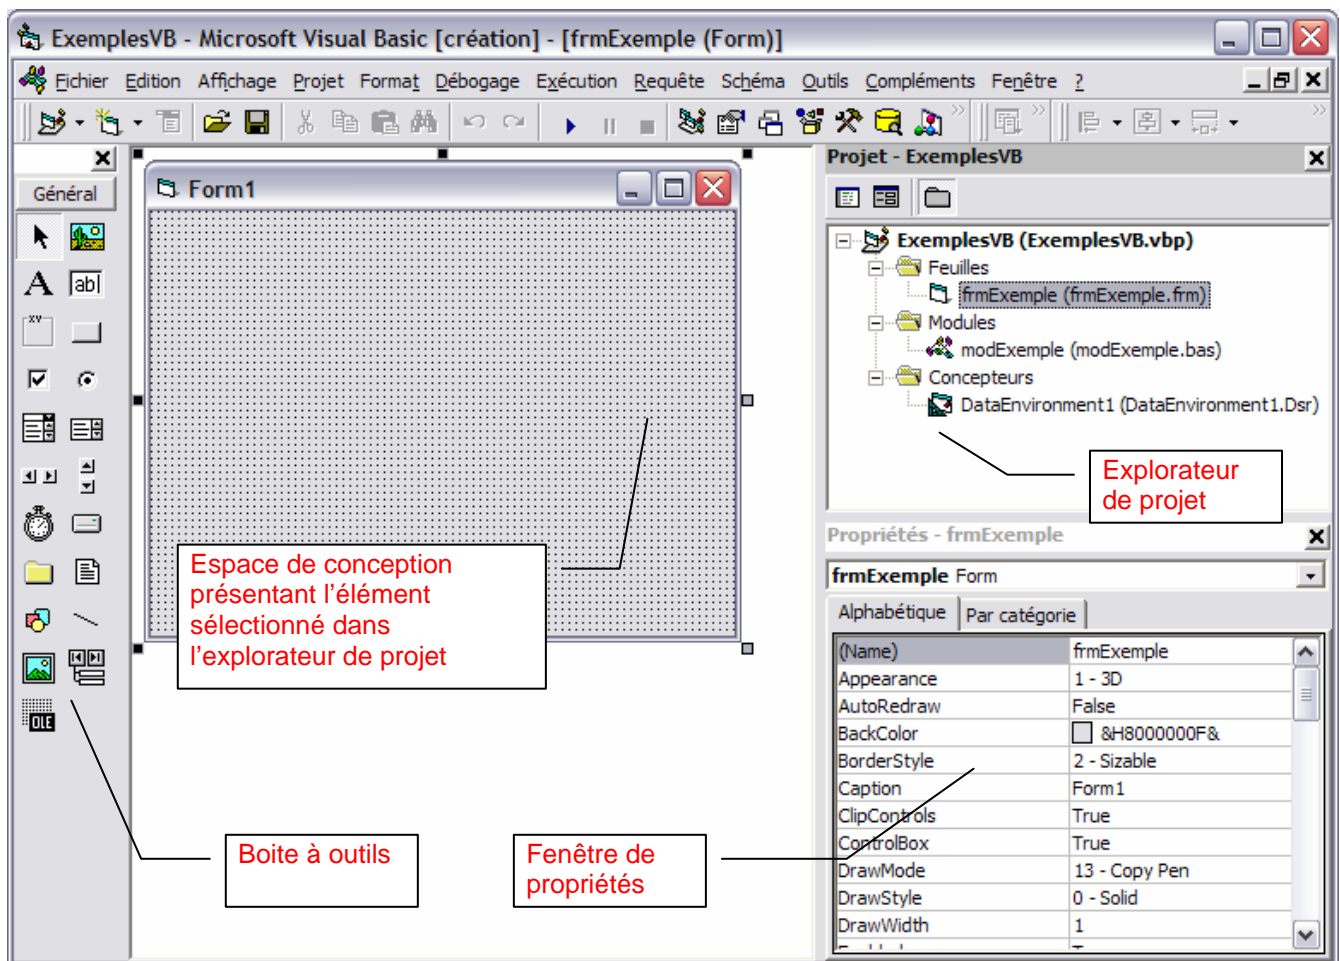 ExemplesVB - Microsoft Visual Basic [création] - [frmExemple (Form)]
Fichier Edition Affichage Projet Format Débogage Exécution Requête Schéma Outils Compléments Fenêtre ?
Général
A
ab|
XY
OLE
Form1
Espace de conception
présentant l'élément
sélectionné dans
l'explorateur de projet
Boite à outils
Fenêtre de
propriétés
Projet - ExemplesVB
ExemplesVB (ExemplesVB.vbp)
Feuilles
frmExemple (frmExemple.frm)
Modules
modExemple (modExemple.bas)
Concepteurs
DataEnvironment1 (DataEnvironment1.Dsr)
Explorateur
de projet
Propriétés - frmExemple
frmExemple Form
Alphabétique Par catégorie
(Name) frmExemple
Appearance 1 - 3D
AutoRedraw False
BackColor &H8000000F&
BorderStyle 2 - Sizable
Caption Form1
ClipControls True
ControlBox True
DrawMode 13 - Copy Pen
DrawStyle 0 - Solid
DrawWidth 1